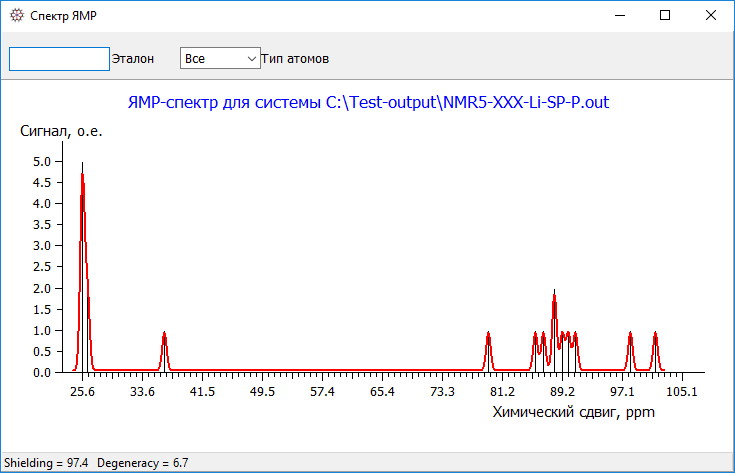 Спектр ЯМР
Эталон Все Тип атомов
ЯМР-спектр для системы C:\Test-output\NMR5-XXX-Li-SP-P.out
Сигнал, о.е.
5.0
4.5
4.0
3.5
3.0
2.5
2.0
1.5
1.0
0.5
0.0
25.6 33.6 41.5 49.5 57.4 65.4 73.3 81.2 89.2 97.1 105.1
Химический сдвиг, ppm
Shielding = 97.4 Degeneracy = 6.7